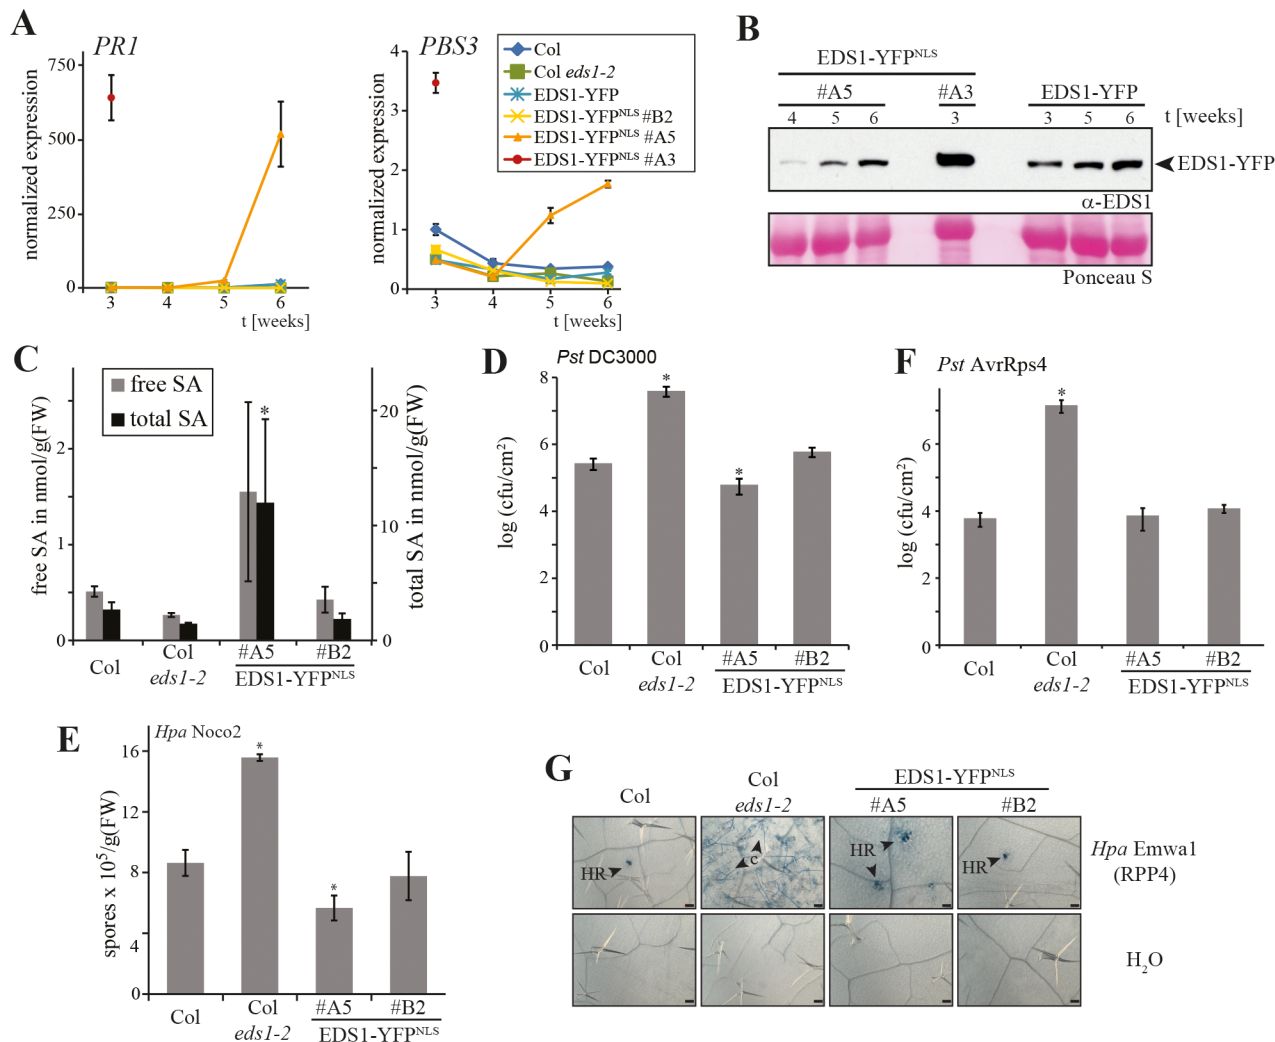 A
PR1
normalized expression
750
500
250
0
3 4 5 6
t [weeks]
PBS3
normalized expression
4
3
2
1
0
3 4 5 6
t [weeks]
Col
Col eds1-2
EDS1-YFP
EDS1-YFPNLS #B2
EDS1-YFPNLS #A5
EDS1-YFPNLS #A3
B
EDS1-YFPNLS
#A5 #A3 EDS1-YFP
4 5 6 3 3 5 6 t [weeks]
EDS1-YFP
α-EDS1
Ponceau S
C
free SA
total SA
free SA in nmol/g(FW)
2
1
0
total SA in nmol/g(FW)
20
10
0
*
Col
Col
eds1-2
#A5 #B2
EDS1-YFPNLS
D
Pst DC3000
log (cfu/cm2)
8
6
4
2
0
*
*
Col
Col
eds1-2
#A5 #B2
EDS1-YFPNLS
F
Pst AvrRps4
log (cfu/cm2)
6
4
2
0
*
Col
Col
eds1-2
#A5 #B2
EDS1-YFPNLS
E
Hpa Noco2
spores x 105/g(FW)
16
12
8
4
0
*
*
Col
Col
eds1-2
#A5 #B2
EDS1-YFPNLS
G
Col
Col
eds1-2
EDS1-YFPNLS
#A5 #B2
HR
c
HR
HR
Hpa Emwa1
(RPP4)
H2O